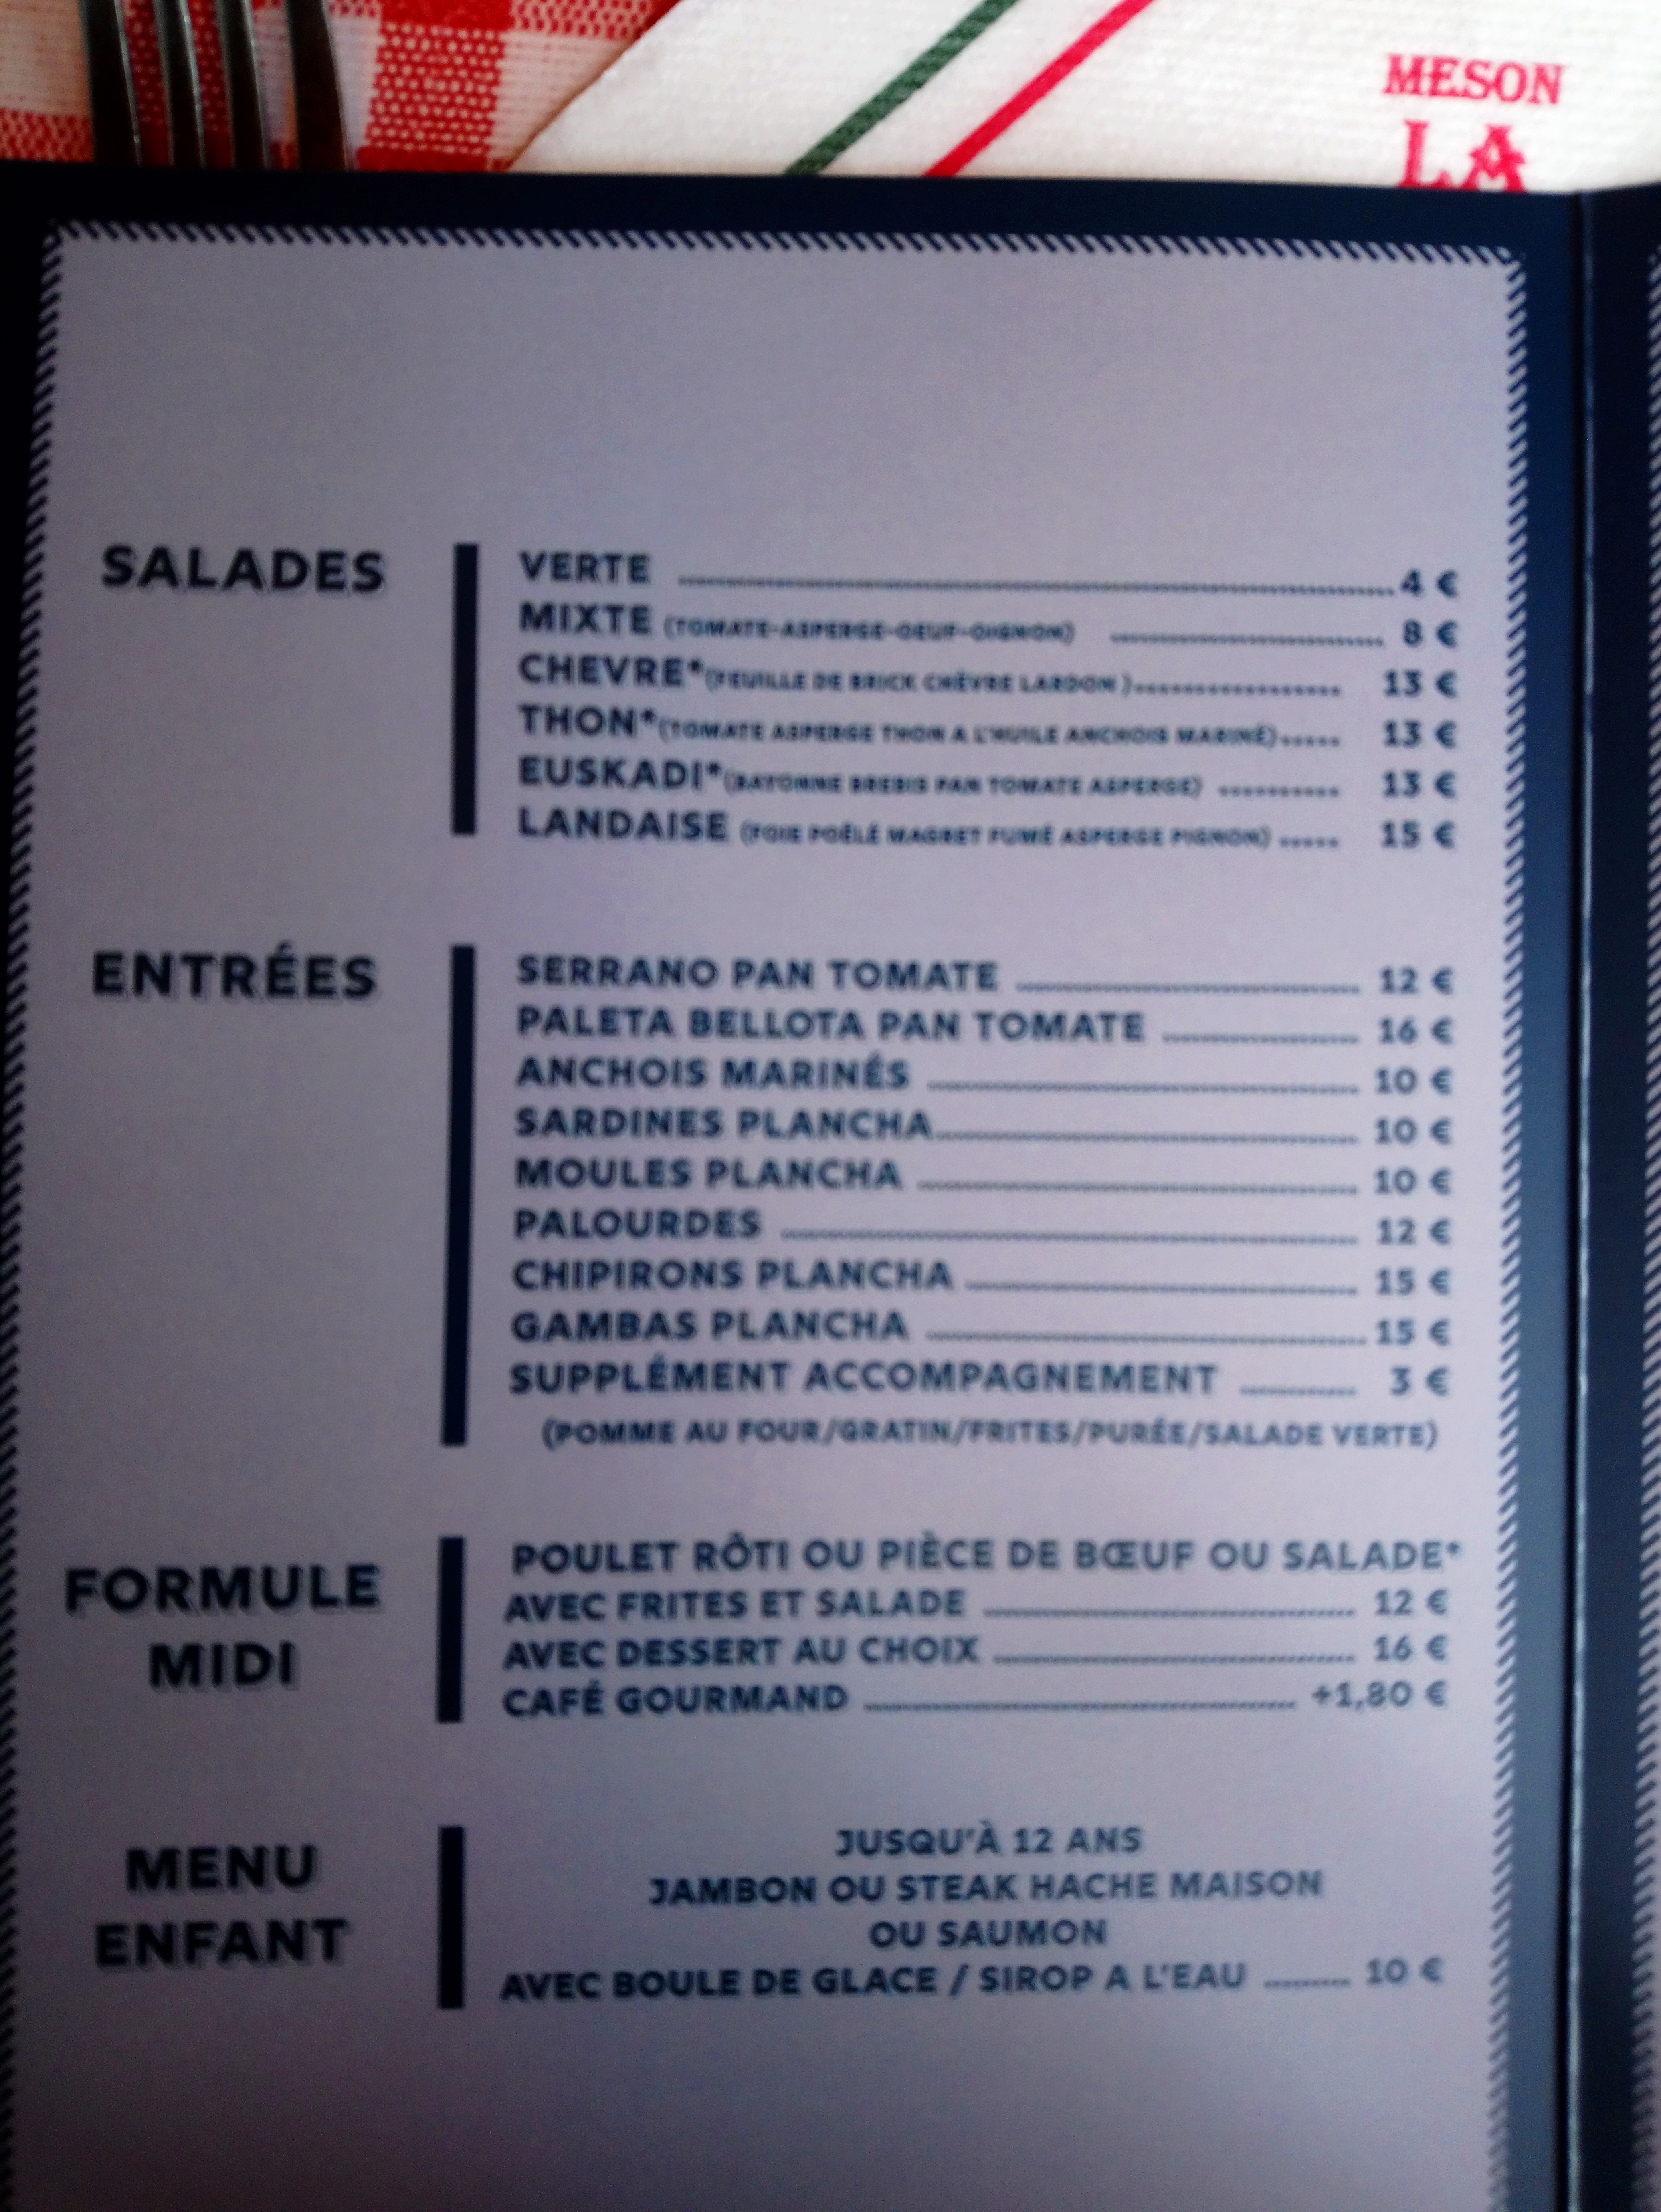 MESON
LA
SALADES
VERTE 4 €
MIXTE (TOMATE-ASPERGE-OEUF-OIGNON) 8 €
CHEVRE* (FEUILLE DE BRICK CHÈVRE LARDON) 13 €
THON* (TOMATE ASPERGE THON A L'HUILE ANCHOIS MARINÉ) 13 €
EUSKADI* (BAYONNE BREBIS PAN TOMATE ASPERGE) 13 €
LANDAISE (FOIE POÊLÉ MAGRET FUMÉ ASPERGE PIGNON) 15 €
ENTRÉES
SERRANO PAN TOMATE 12 €
PALETA BELLOTA PAN TOMATE 16 €
ANCHOIS MARINÉS 10 €
SARDINES PLANCHA 10 €
MOULES PLANCHA 10 €
PALOURDES 12 €
CHIPIRONS PLANCHA 15 €
GAMBAS PLANCHA 15 €
SUPPLÉMENT ACCOMPAGNEMENT 3 €
(POMME AU FOUR/GRATIN/FRITES/PURÉE/SALADE VERTE)
FORMULE
MIDI
POULET RÔTI OU PIÈCE DE BŒUF OU SALADE*
AVEC FRITES ET SALADE 12 €
AVEC DESSERT AU CHOIX 16 €
CAFÉ GOURMAND +1,80 €
MENU
ENFANT
JUSQU'À 12 ANS
JAMBON OU STEAK HACHE MAISON
OU SAUMON
AVEC BOULE DE GLACE / SIROP A L'EAU 10 €